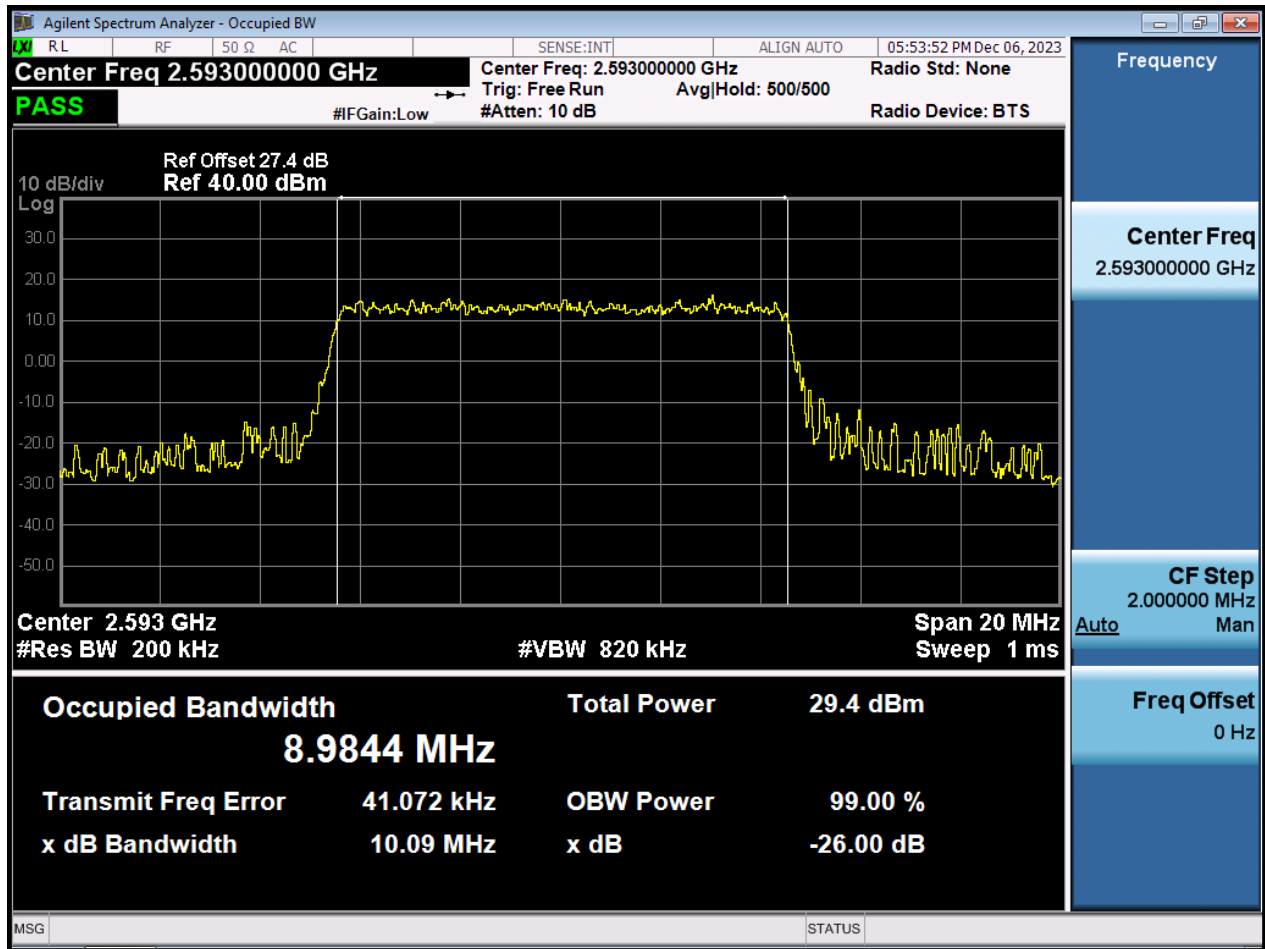 Agilent Spectrum Analyzer - Occupied BW
LXI RL RF 50 Ω AC SENSE:INT ALIGN AUTO 05:53:52 PM Dec 06, 2023
Center Freq 2.593000000 GHz
Center Freq: 2.593000000 GHz Radio Std: None
Trig: Free Run Avg|Hold: 500/500
PASS
#IFGain:Low #Atten: 10 dB Radio Device: BTS
Frequency
Ref Offset 27.4 dB
10 dB/div Ref 40.00 dBm
Log
30.0
20.0
10.0
0.00
-10.0
-20.0
-30.0
-40.0
-50.0
Center 2.593 GHz Span 20 MHz
#Res BW 200 kHz #VBW 820 kHz Sweep 1 ms
Center Freq
2.593000000 GHz
CF Step
2.000000 MHz
Auto Man
Freq Offset
0 Hz
Occupied Bandwidth Total Power 29.4 dBm
8.9844 MHz
Transmit Freq Error 41.072 kHz OBW Power 99.00 %
x dB Bandwidth 10.09 MHz x dB -26.00 dB
MSG STATUS